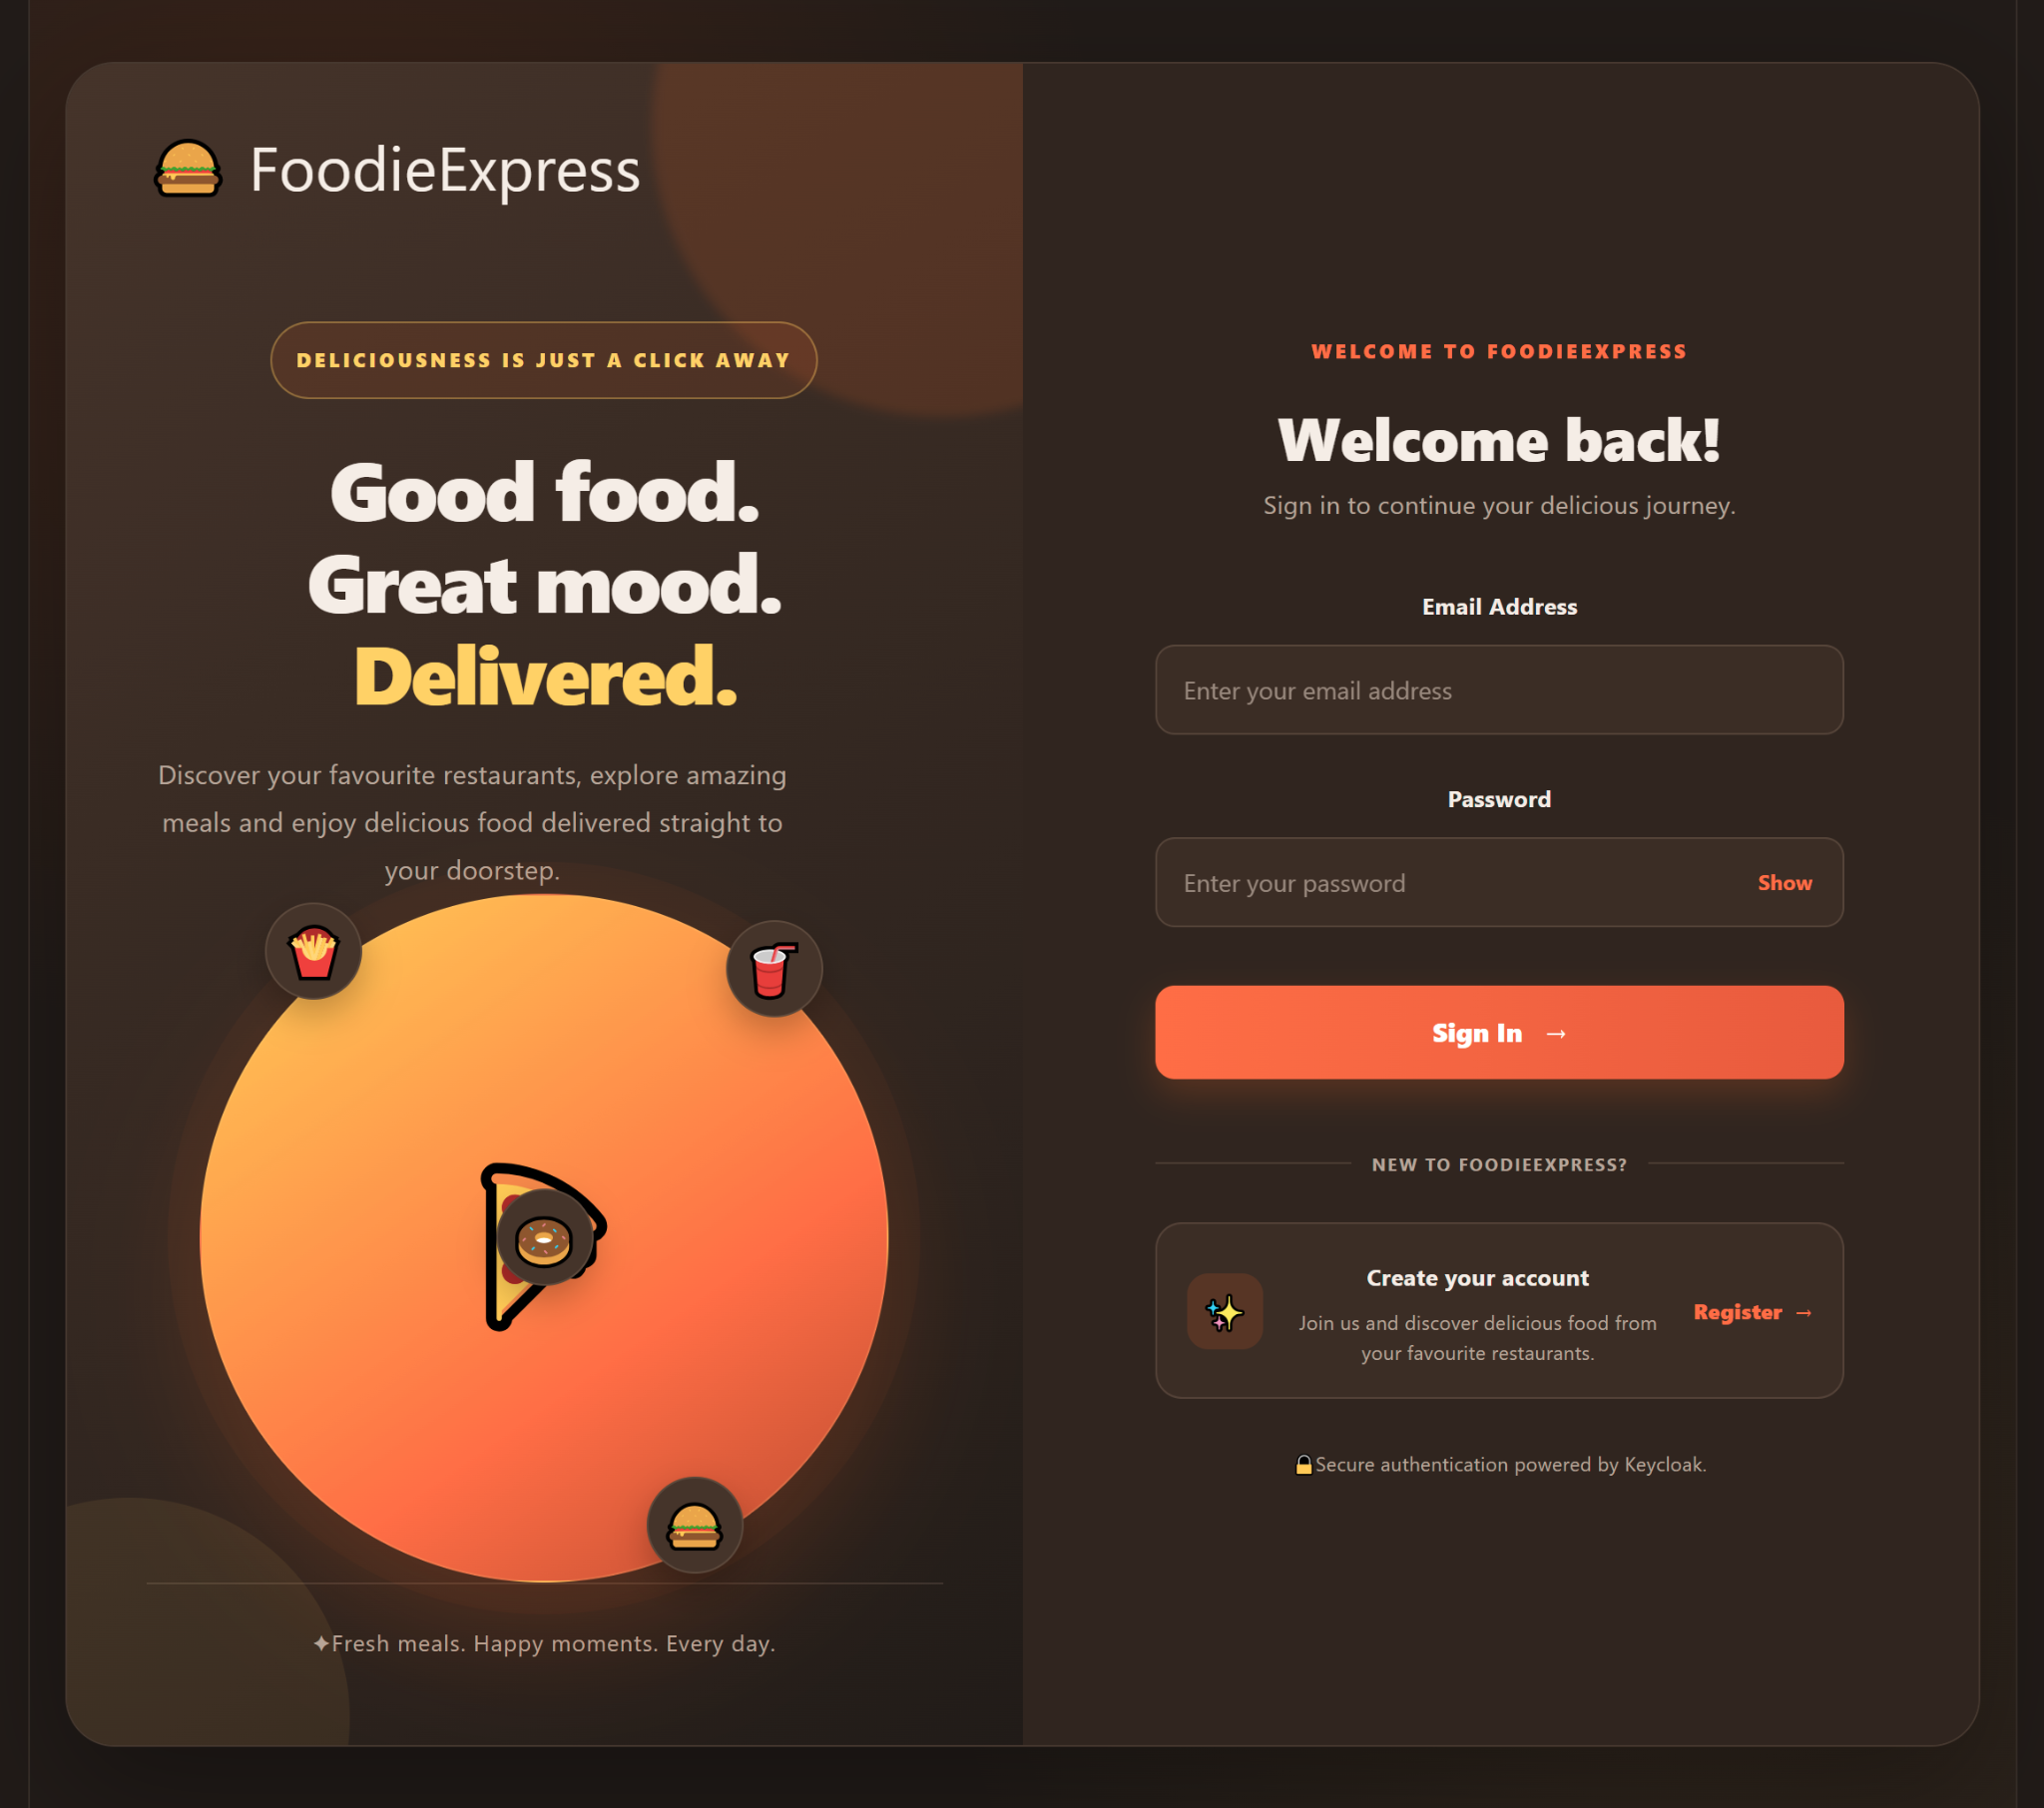 FoodieExpress
DELICIOUSNESS IS JUST A CLICK AWAY
Good food.
Great mood.
Delivered.
Discover your favourite restaurants, explore amazing
meals and enjoy delicious food delivered straight to
your doorstep.
✦Fresh meals. Happy moments. Every day.
WELCOME TO FOODIEEXPRESS
Welcome back!
Sign in to continue your delicious journey.
Email Address
Enter your email address
Password
Enter your password
Show
Sign In →
NEW TO FOODIEEXPRESS?
Create your account
Join us and discover delicious food from
your favourite restaurants.
Register →
🔒Secure authentication powered by Keycloak.